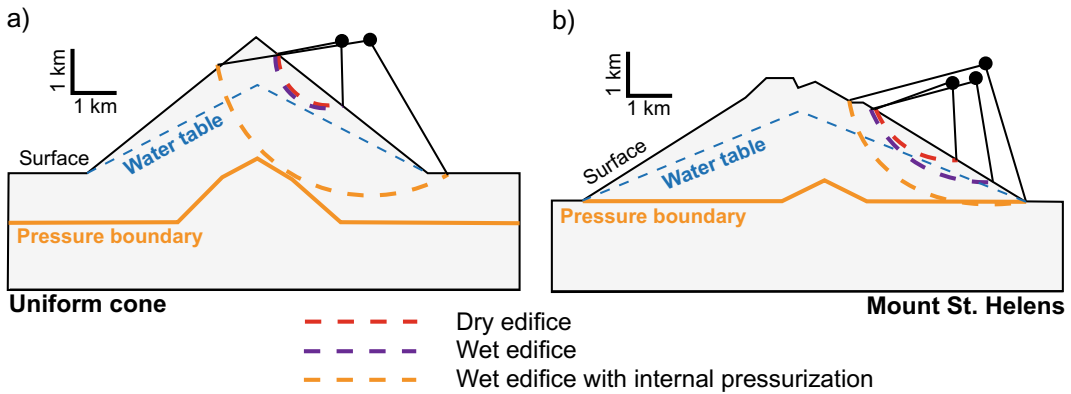 a)
1 km
1 km
Surface
Water table
Pressure boundary
Uniform cone
b)
1 km
1 km
Surface
Water table
Pressure boundary
Mount St. Helens
Dry edifice
Wet edifice
Wet edifice with internal pressurization